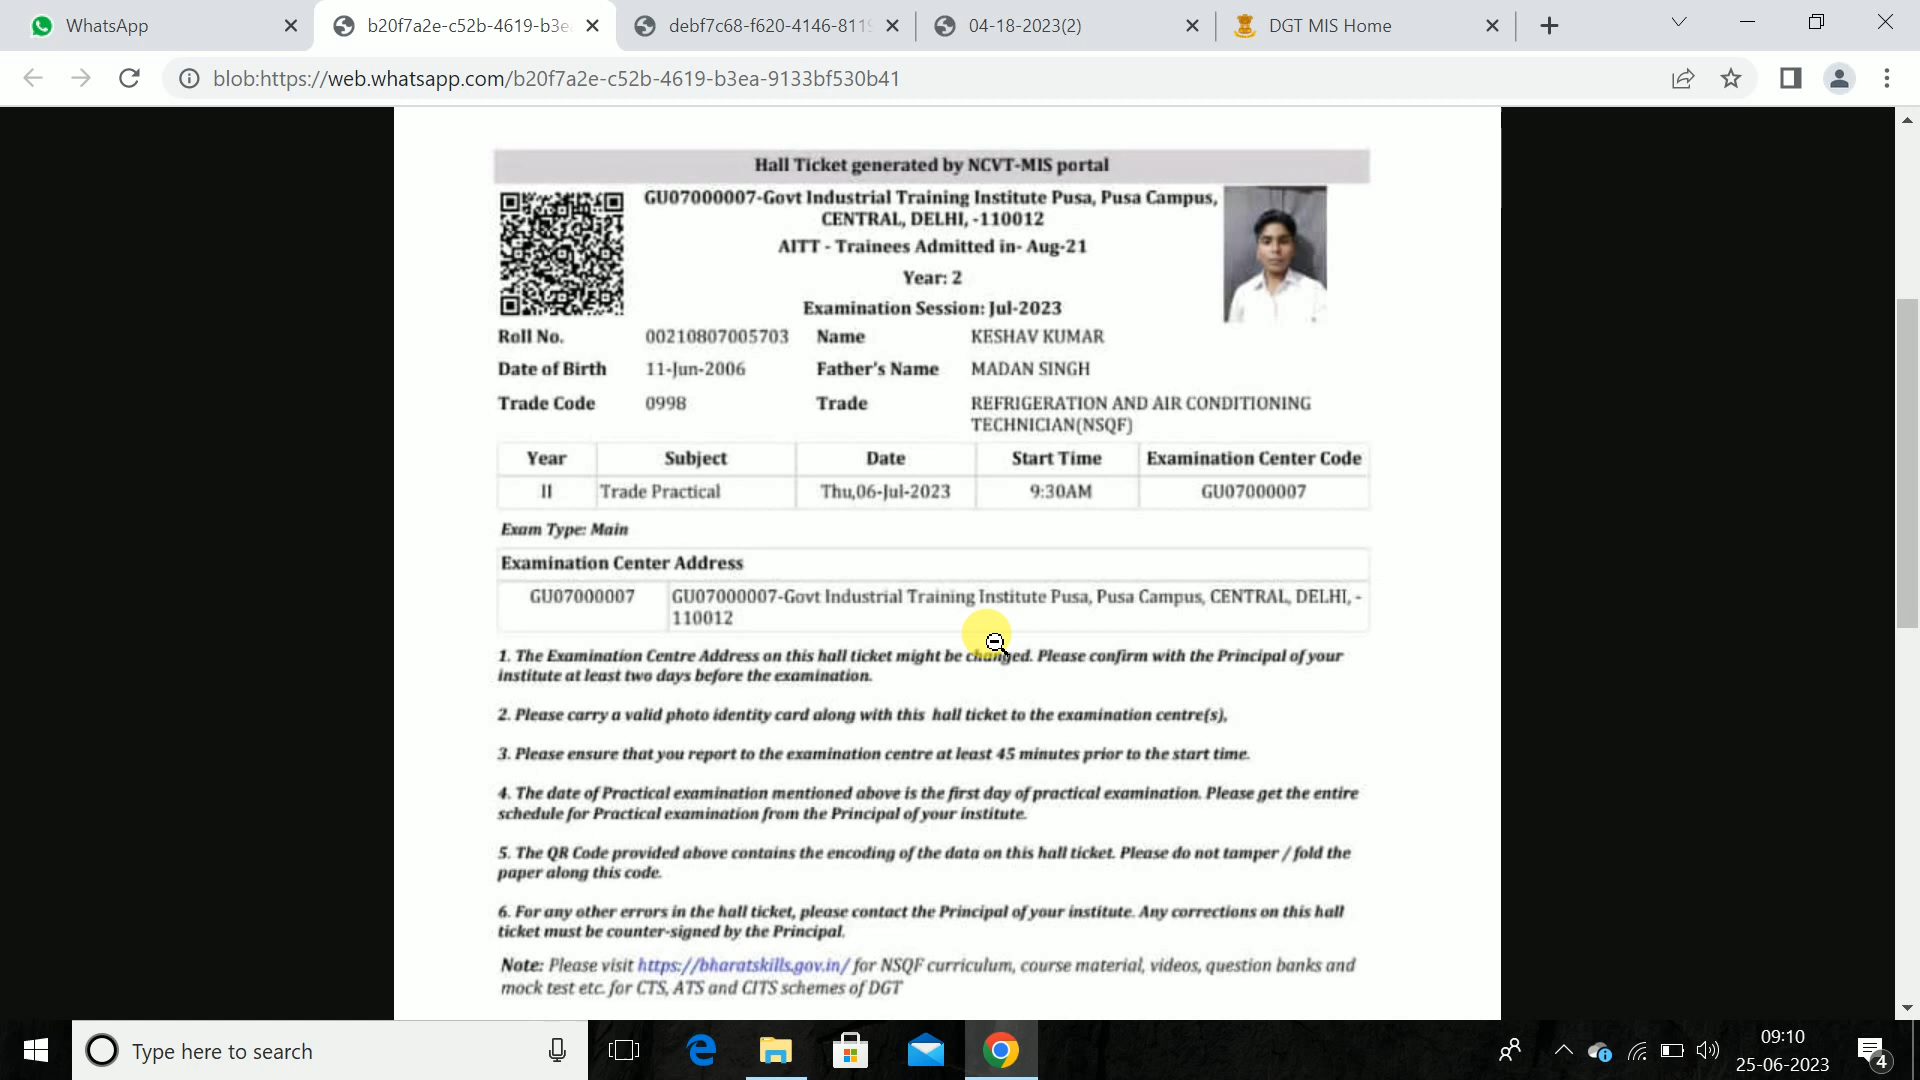 WhatsApp
b20f7a2e-c52b-4619-b3e
debf7c68-f620-4146-811
04-18-2023(2)
DGT MIS Home
blob:https://web.whatsapp.com/b20f7a2e-c52b-4619-b3ea-9133bf530b41
Hall Ticket generated by NCVT-MIS portal
GU07000007-Govt Industrial Training Institute Pusa, Pusa Campus,
CENTRAL, DELHI, -110012
AITT - Trainees Admitted in- Aug-21
Year: 2
Examination Session: Jul-2023
Roll No. 00210807005703 Name KESHAV KUMAR
Date of Birth 11-Jun-2006 Father's Name MADAN SINGH
Trade Code 0998 Trade REFRIGERATION AND AIR CONDITIONING
TECHNICIAN(NSQF)
Year Subject Date Start Time Examination Center Code
II Trade Practical Thu,06-Jul-2023 9:30AM GU07000007
Exam Type: Main
Examination Center Address
GU07000007 GU07000007-Govt Industrial Training Institute Pusa, Pusa Campus, CENTRAL, DELHI, -
110012
1. The Examination Centre Address on this hall ticket might be changed. Please confirm with the Principal of your
institute at least two days before the examination.
2. Please carry a valid photo identity card along with this hall ticket to the examination centre(s),
3. Please ensure that you report to the examination centre at least 45 minutes prior to the start time.
4. The date of Practical examination mentioned above is the first day of practical examination. Please get the entire
schedule for Practical examination from the Principal of your institute.
5. The QR Code provided above contains the encoding of the data on this hall ticket. Please do not tamper / fold the
paper along this code.
6. For any other errors in the hall ticket, please contact the Principal of your institute. Any corrections on this hall
ticket must be counter-signed by the Principal.
Note: Please visit https://bharatskills.gov.in/ for NSQF curriculum, course material, videos, question banks and
mock test etc. for CTS, ATS and CITS schemes of DGT
Type here to search
09:10
25-06-2023
4